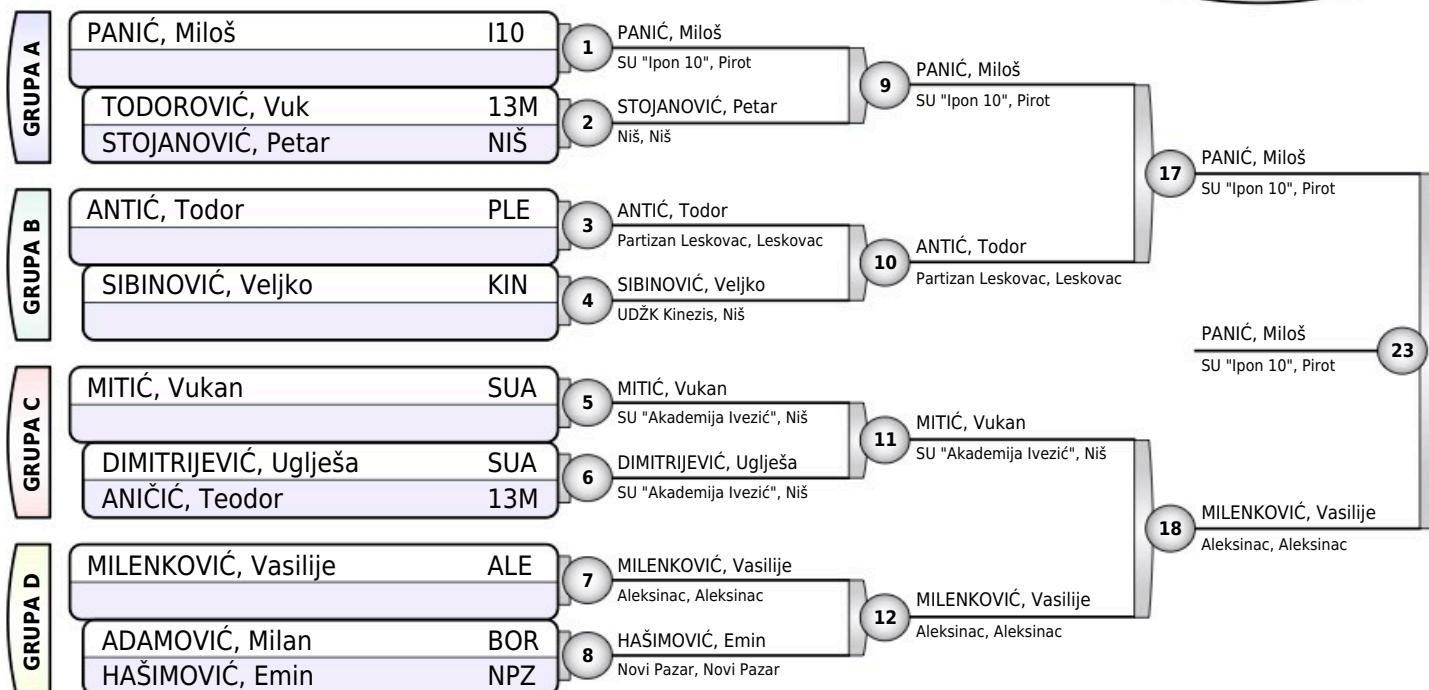 GRUPA A
PANIĆ, Miloš I10
TODOROVIĆ, Vuk 13M
STOJANOVIĆ, Petar NIŠ
GRUPA B
ANTIĆ, Todor PLE
SIBINOVIĆ, Veljko KIN
GRUPA C
MITIĆ, Vukan SUA
DIMITRIJEVIĆ, Uglješa SUA
ANIČIĆ, Teodor 13M
GRUPA D
MILENKOVIĆ, Vasilije ALE
ADAMOVIĆ, Milan BOR
HAŠIMOVIĆ, Emin NPZ
1 PANIĆ, Miloš
SU "Ipon 10", Pirot
2 STOJANOVIĆ, Petar
Niš, Niš
3 ANTIĆ, Todor
Partizan Leskovac, Leskovac
4 SIBINOVIĆ, Veljko
UDŽK Kinezis, Niš
5 MITIĆ, Vukan
SU "Akademija Ivezić", Niš
6 DIMITRIJEVIĆ, Uglješa
SU "Akademija Ivezić", Niš
7 MILENKOVIĆ, Vasilije
Aleksinac, Aleksinac
8 HAŠIMOVIĆ, Emin
Novi Pazar, Novi Pazar
9 PANIĆ, Miloš
SU "Ipon 10", Pirot
10 ANTIĆ, Todor
Partizan Leskovac, Leskovac
11 MITIĆ, Vukan
SU "Akademija Ivezić", Niš
12 MILENKOVIĆ, Vasilije
Aleksinac, Aleksinac
17 PANIĆ, Miloš
SU "Ipon 10", Pirot
18 MILENKOVIĆ, Vasilije
Aleksinac, Aleksinac
PANIĆ, Miloš 23
SU "Ipon 10", Pirot